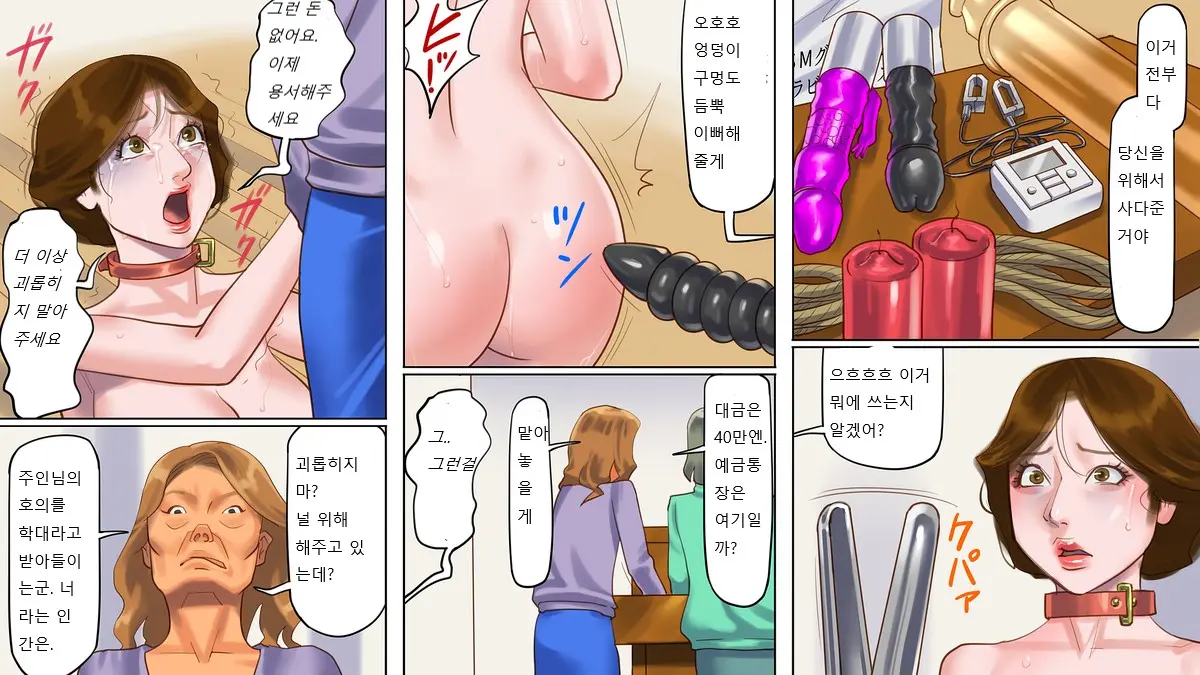 이거
전부
다
당신을
위해서
사다준
거야
오호호
엉덩이
구멍도
듬뿍
이뻐해
줄게
그런 돈
없어요.
이제
용서해주
세요
더 이상
괴롭히
지 말아
주세요
ガク
ガク
ヒッ!
ツン
으흐흐흐 이거
뭐에 쓰는지
알겠어?
クパァ
대금은
40만엔.
예금통
장은
여기일
까?
맡아
놓
을
게
그..
그런걸
괴롭히지
마?
널 위해
해주고 있
는데?
주인님의
호의를
학대라고
받아들이
는군. 너
라는 인
간은.